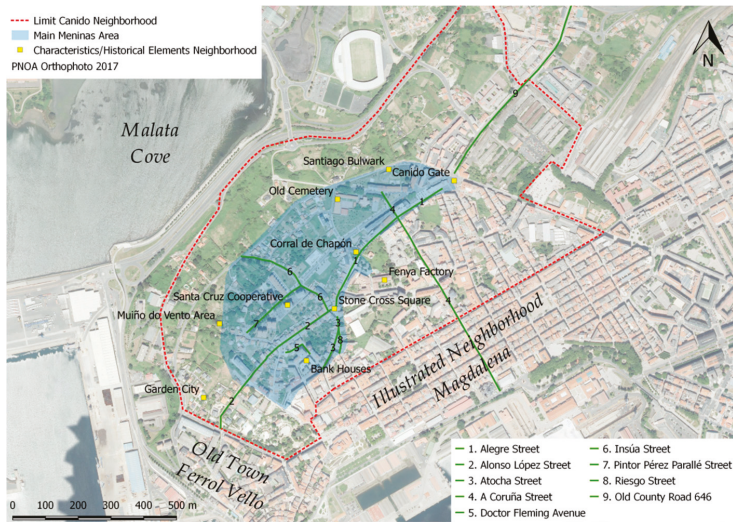 Limit Canido Neighborhood
Main Meninas Area
Characteristics/Historical Elements Neighborhood
PNOA Orthophoto 2017
N
9
Malata
Cove
Santiago Bulwark
Canido Gate
Old Cemetery
1
4
Corral de Chapón
1
6
Fenya Factory
Santa Cruz Cooperative
6
Stone Cross Square
4
Muiño do Vento Area
7
2
3
8
5
3
Bank Houses
Illustrated Neighborhood
Magdalena
Garden City
2
Old Town
Ferrol Vello
1. Alegre Street
2. Alonso López Street
3. Atocha Street
4. A Coruña Street
5. Doctor Fleming Avenue
6. Insúa Street
7. Pintor Pérez Parallé Street
8. Riesgo Street
9. Old County Road 646
0 100 200 300 400 500 m